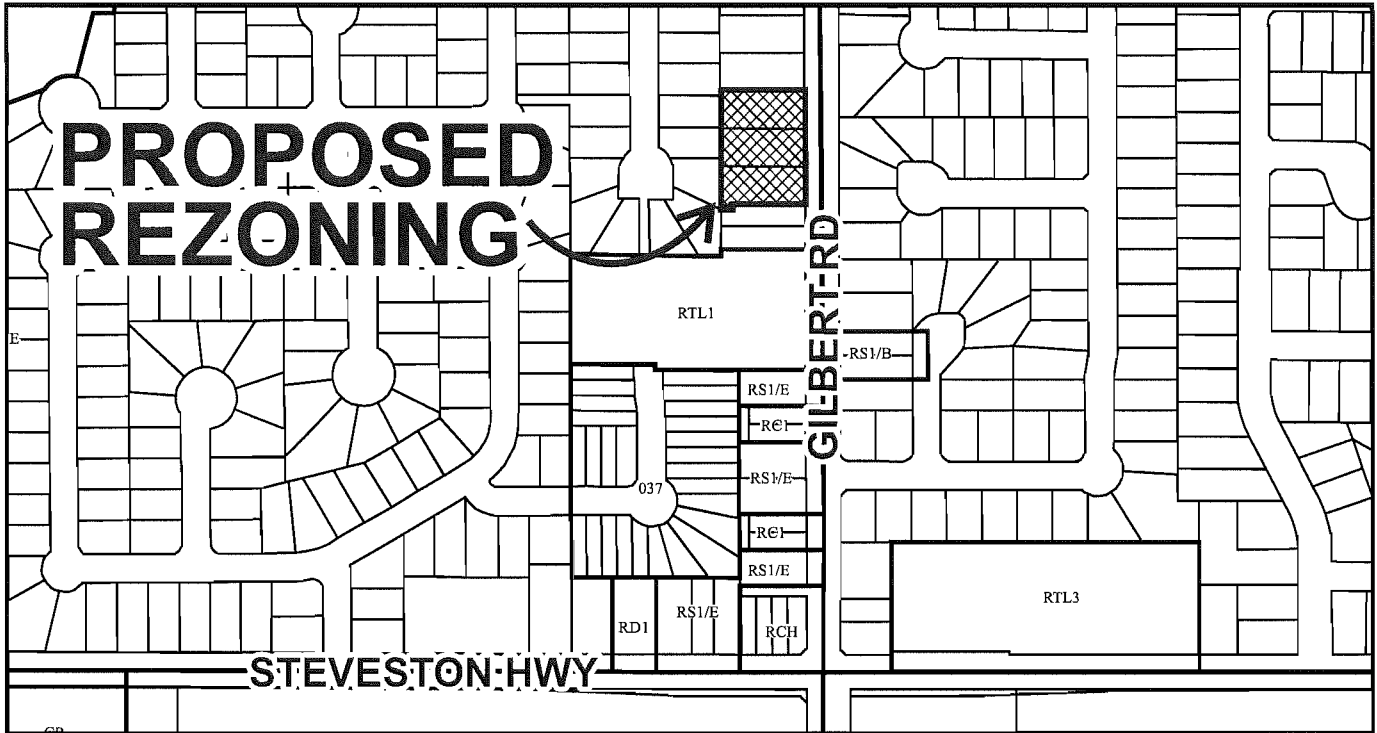 PROPOSED
REZONING
GILBERT RD
RTL1
E
RS1/B
RS1/E
RC1
RS1/E
037
RC1
RS1/E
RTL3
RD1
RS1/E
RCH
STEVESTON HWY